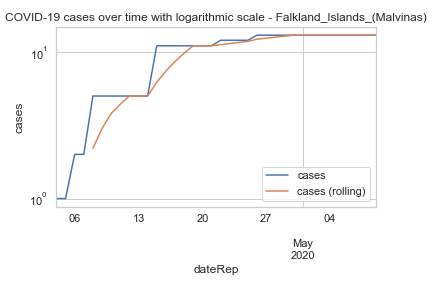 COVID-19 cases over time with logarithmic scale - Falkland_Islands_(Malvinas)
10¹
cases
10⁰
cases
cases (rolling)
06 13 20 27 04
May
2020
dateRep